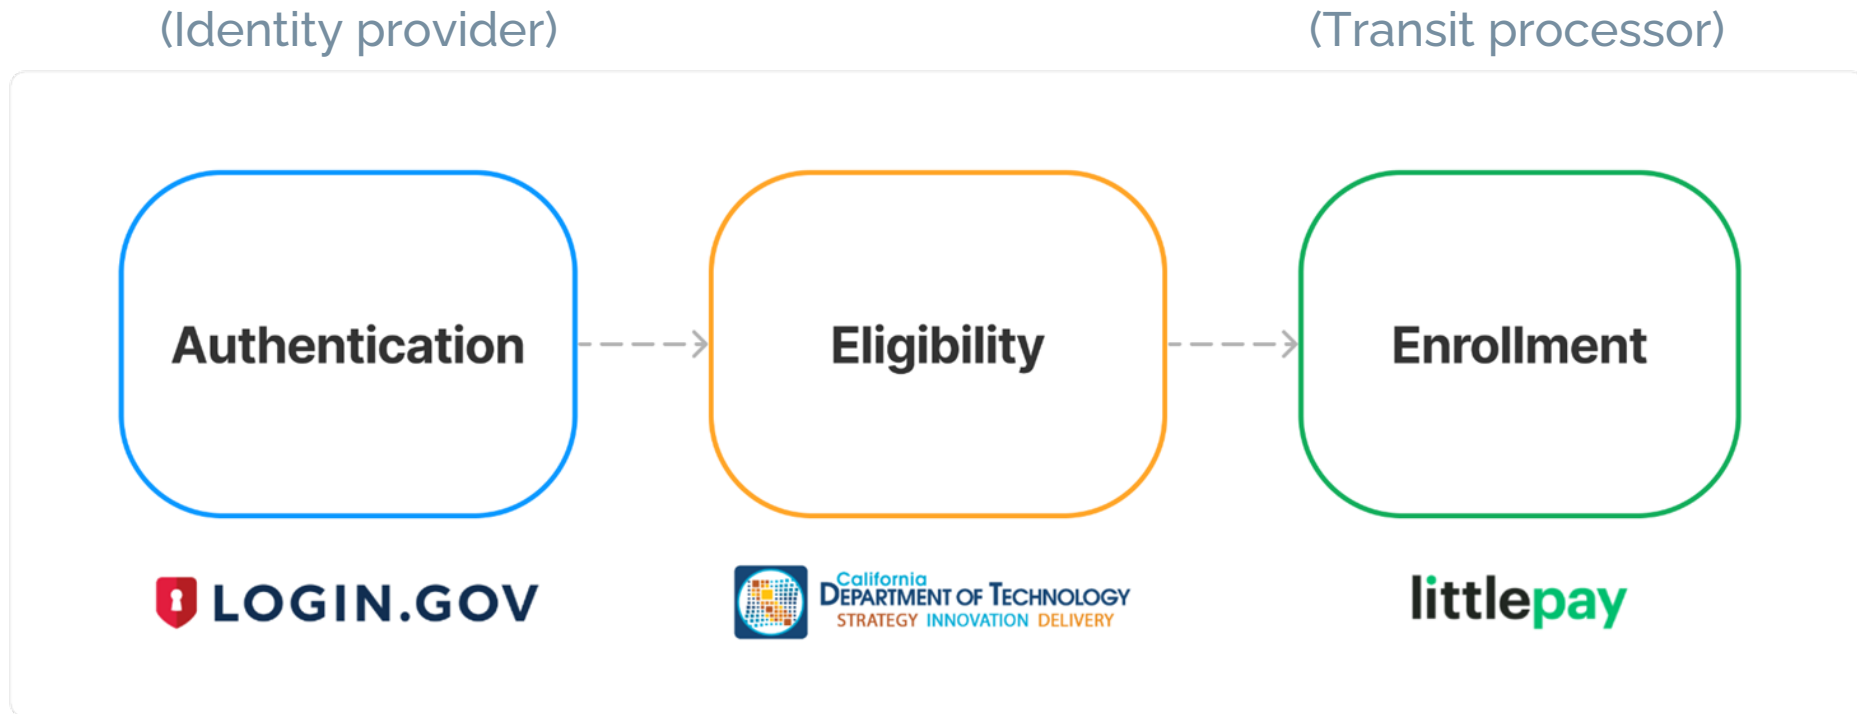 (Identity provider)
(Transit processor)
Authentication
Eligibility
Enrollment
LOGIN.GOV
California
DEPARTMENT OF TECHNOLOGY
STRATEGY INNOVATION DELIVERY
littlepay